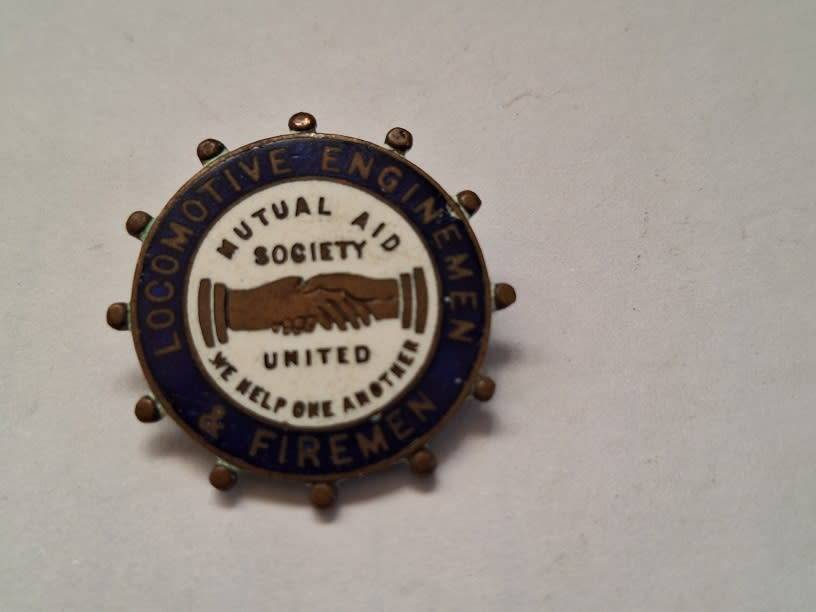 LOCOMOTIVE ENGINEMEN
& FIREMEN
MUTUAL AID
SOCIETY
UNITED
WE HELP ONE ANOTHER